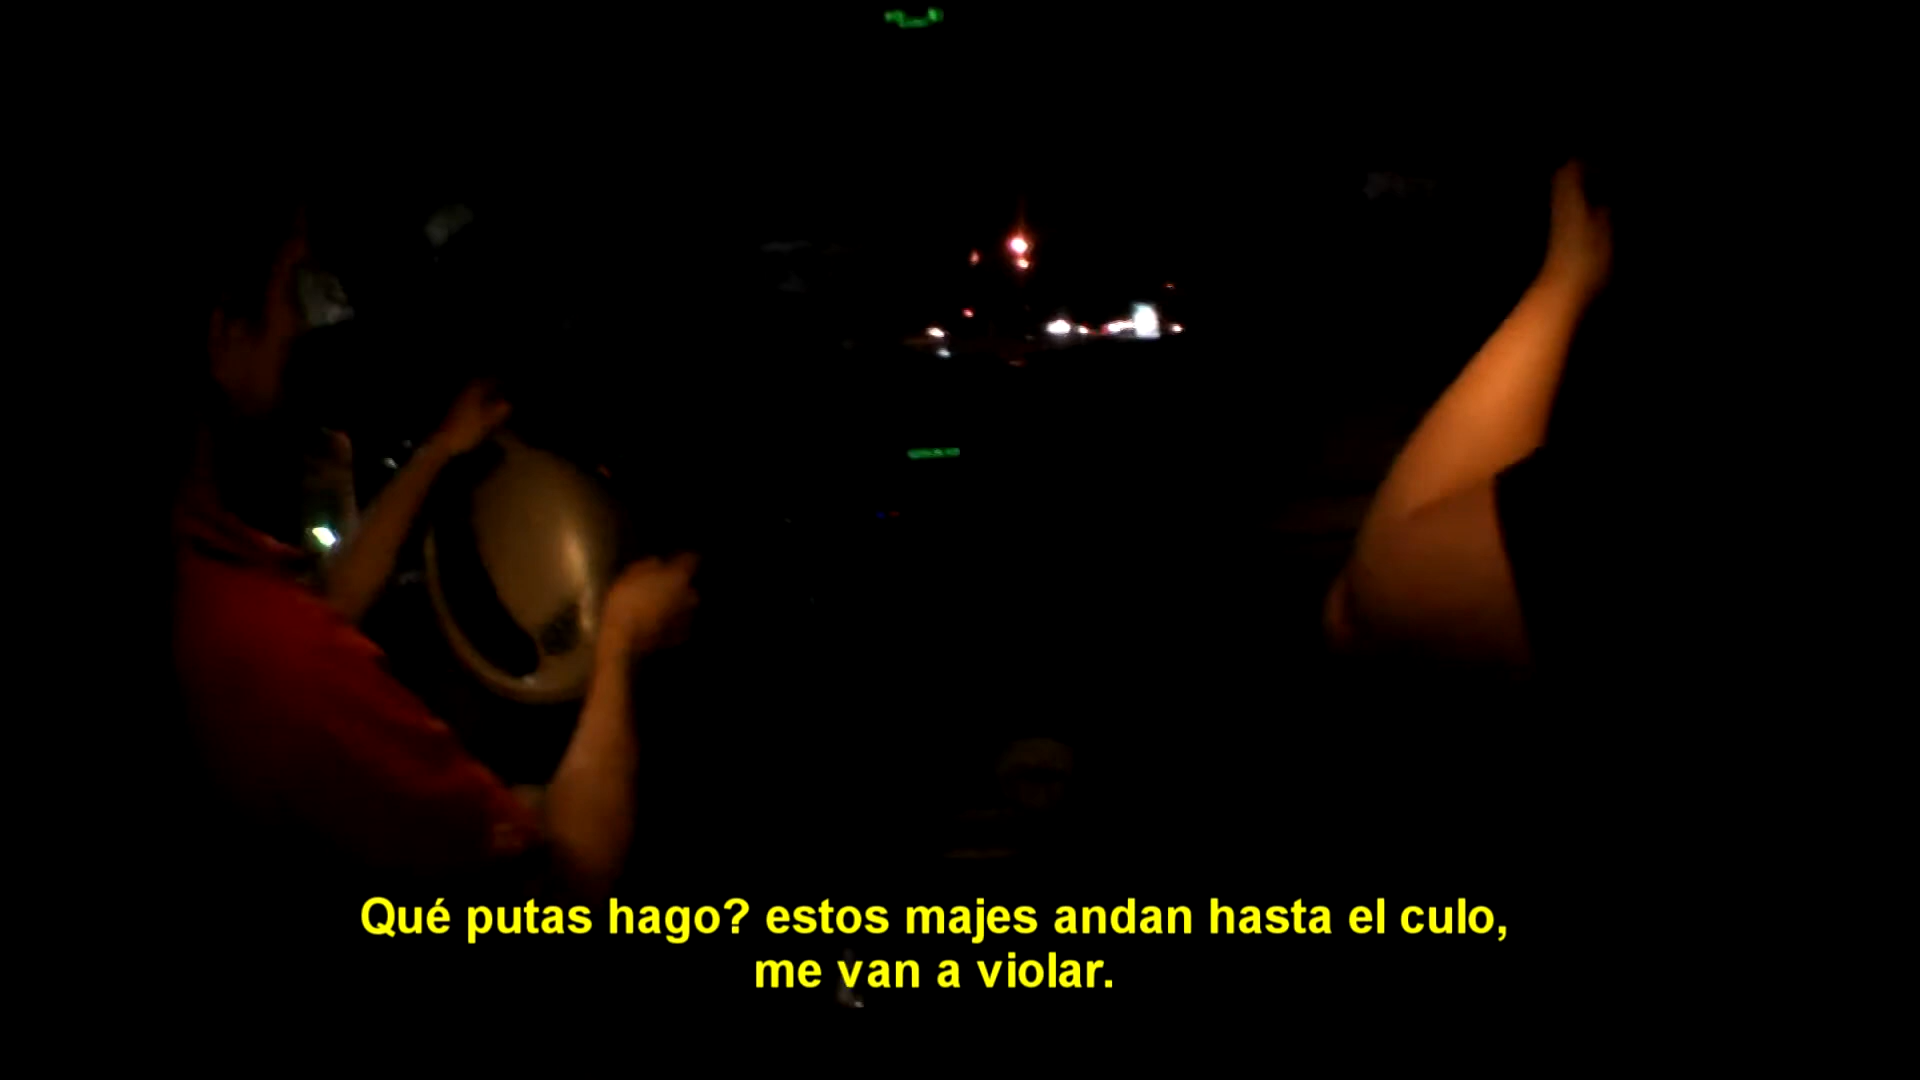 Qué putas hago? estos majes andan hasta el culo,
me van a violar.